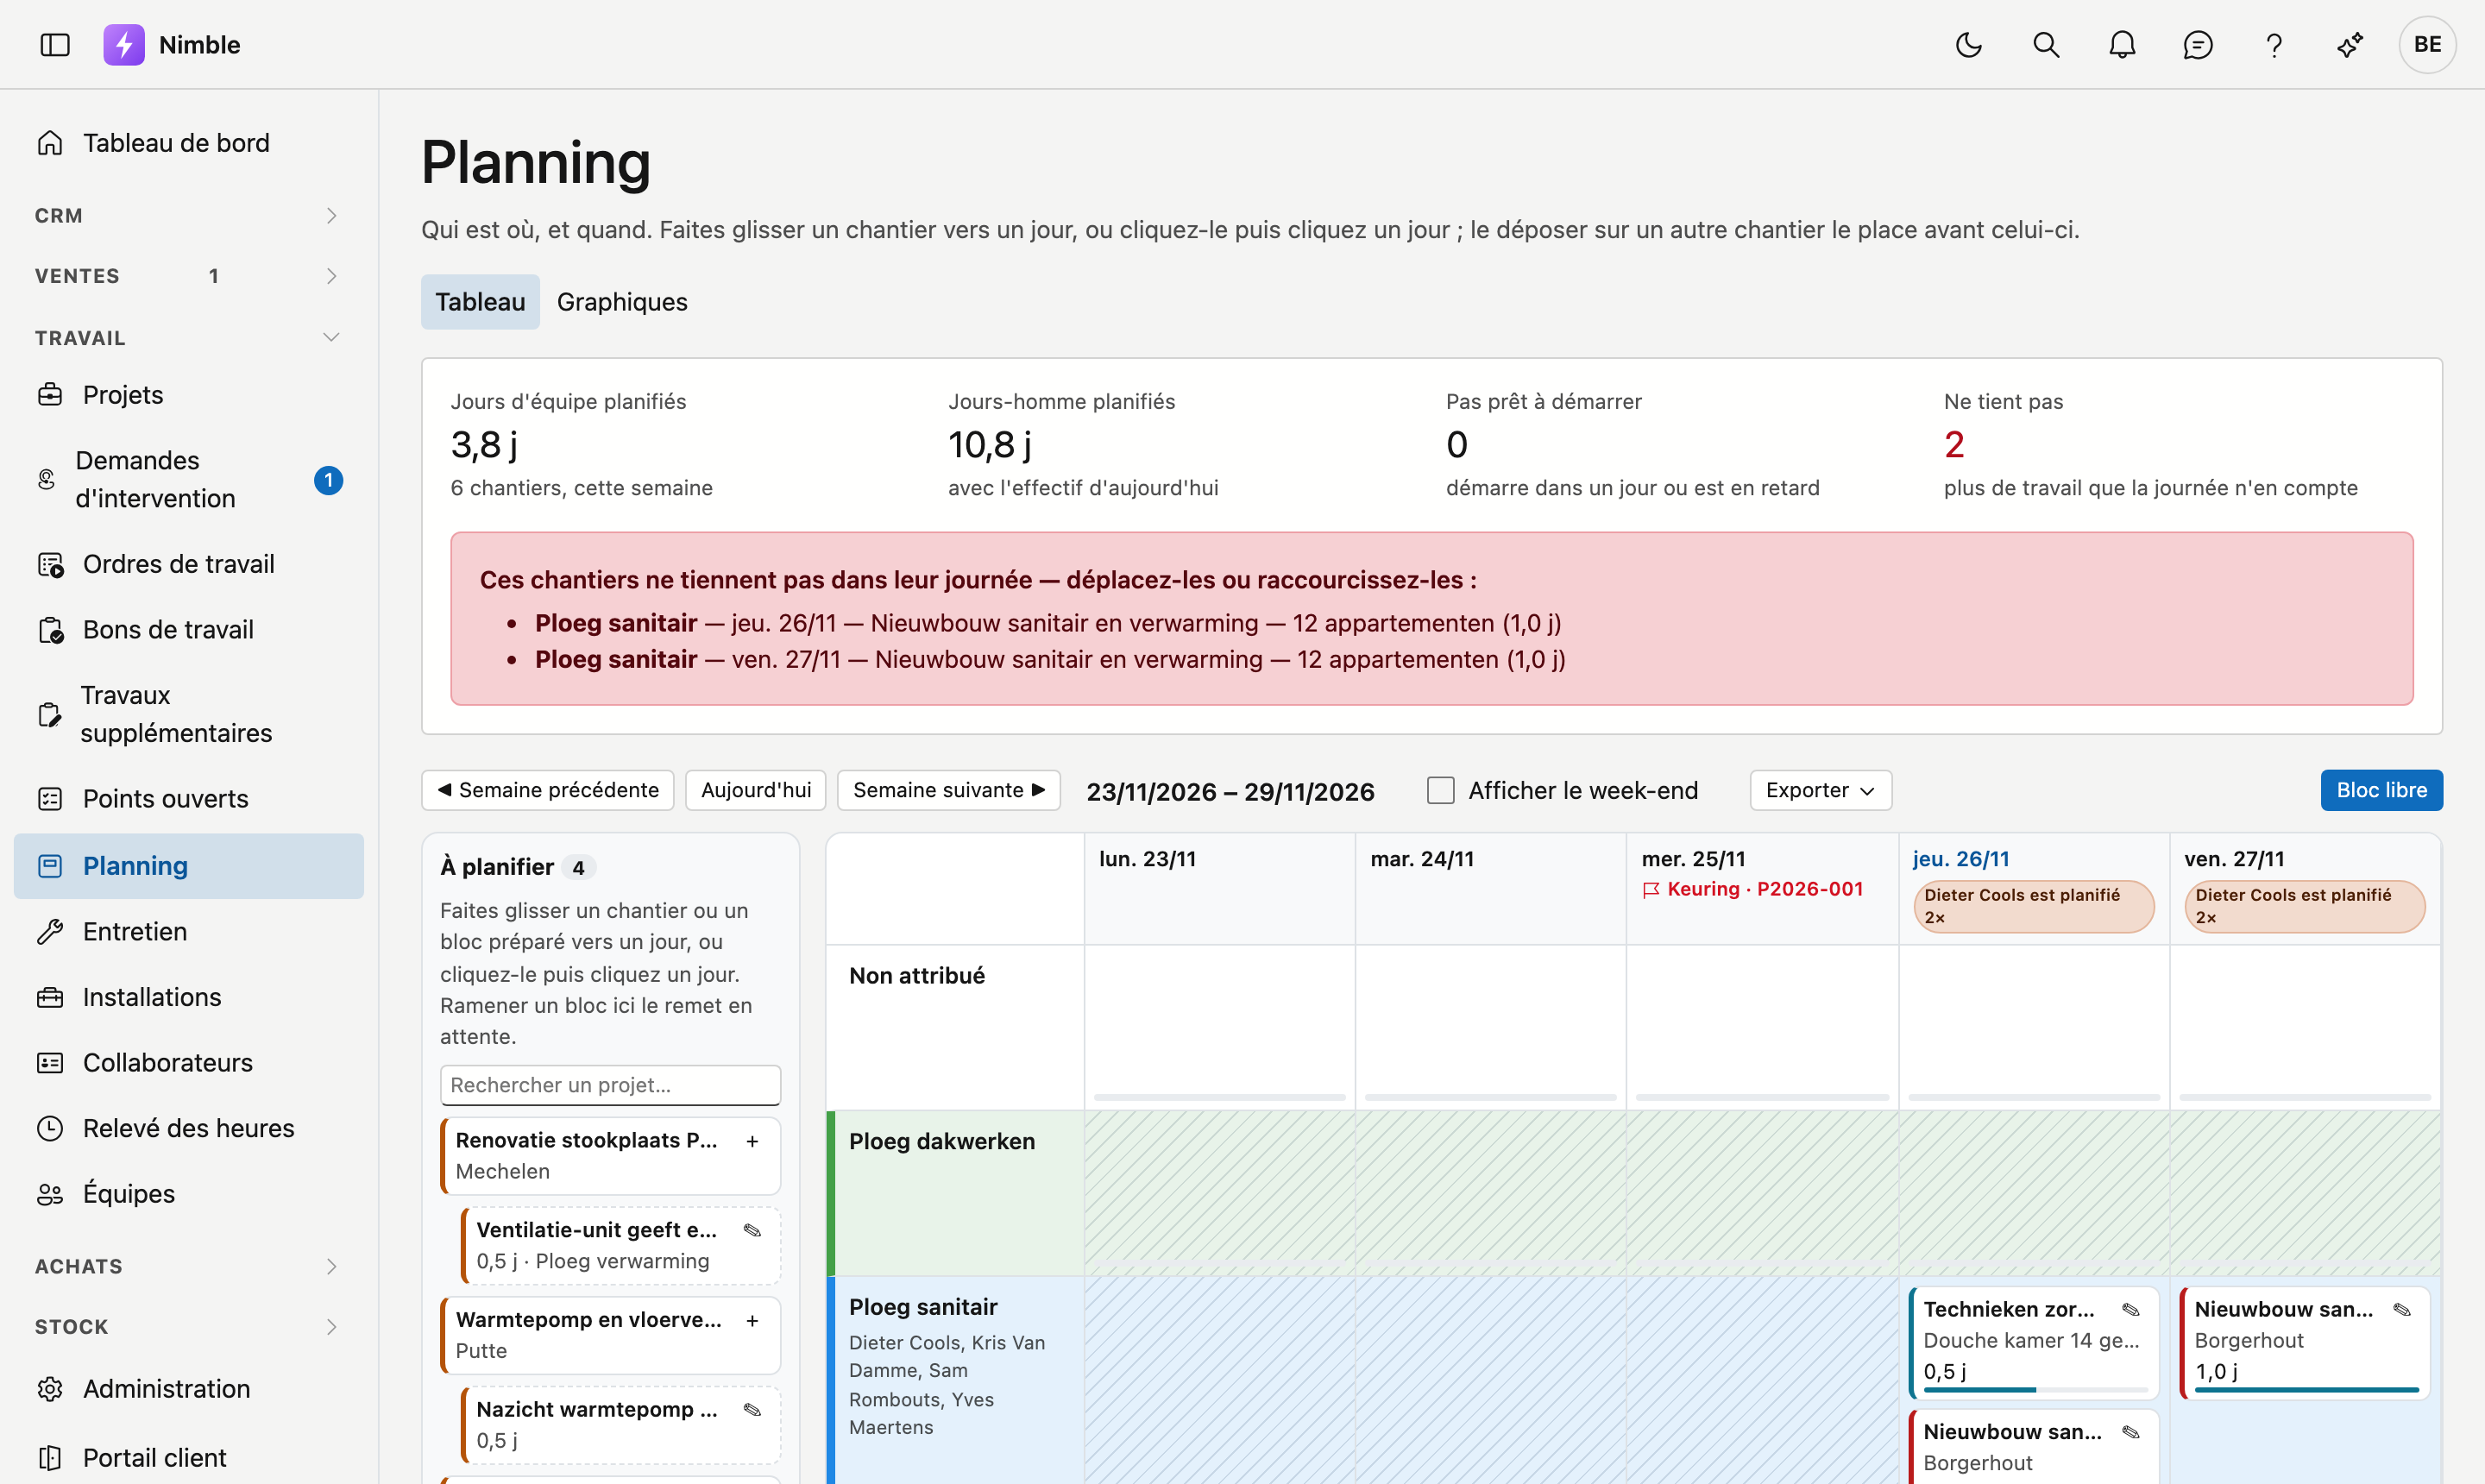 Nimble
BE
Tableau de bord
CRM
VENTES 1
TRAVAIL
Projets
Demandes
d'intervention
1
Ordres de travail
Bons de travail
Travaux
supplémentaires
Points ouverts
Planning
Entretien
Installations
Collaborateurs
Relevé des heures
Équipes
ACHATS
STOCK
Administration
Portail client
Planning
Qui est où, et quand. Faites glisser un chantier vers un jour, ou cliquez-le puis cliquez un jour ; le déposer sur un autre chantier le place avant celui-ci.
Tableau Graphiques
Jours d'équipe planifiés
3,8 j
6 chantiers, cette semaine
Jours-homme planifiés
10,8 j
avec l'effectif d'aujourd'hui
Pas prêt à démarrer
0
démarre dans un jour ou est en retard
Ne tient pas
2
plus de travail que la journée n'en compte
Ces chantiers ne tiennent pas dans leur journée — déplacez-les ou raccourcissez-les :
• Ploeg sanitair — jeu. 26/11 — Nieuwbouw sanitair en verwarming — 12 appartementen (1,0 j)
• Ploeg sanitair — ven. 27/11 — Nieuwbouw sanitair en verwarming — 12 appartementen (1,0 j)
Semaine précédente Aujourd'hui Semaine suivante 23/11/2026 – 29/11/2026 Afficher le week-end Exporter Bloc libre
À planifier 4
Faites glisser un chantier ou un
bloc préparé vers un jour, ou
cliquez-le puis cliquez un jour.
Ramener un bloc ici le remet en
attente.
Rechercher un projet...
Renovatie stookplaats P... +
Mechelen
Ventilatie-unit geeft e...
0,5 j · Ploeg verwarming
Warmtepomp en vloerve... +
Putte
Nazicht warmtepomp ...
0,5 j
lun. 23/11
mar. 24/11
mer. 25/11
Keuring · P2026-001
jeu. 26/11
Dieter Cools est planifié
2×
ven. 27/11
Dieter Cools est planifié
2×
Non attribué
Ploeg dakwerken
Ploeg sanitair
Dieter Cools, Kris Van
Damme, Sam
Rombouts, Yves
Maertens
Technieken zor...
Douche kamer 14 ge...
0,5 j
Nieuwbouw san...
Borgerhout
Nieuwbouw san...
Borgerhout
1,0 j